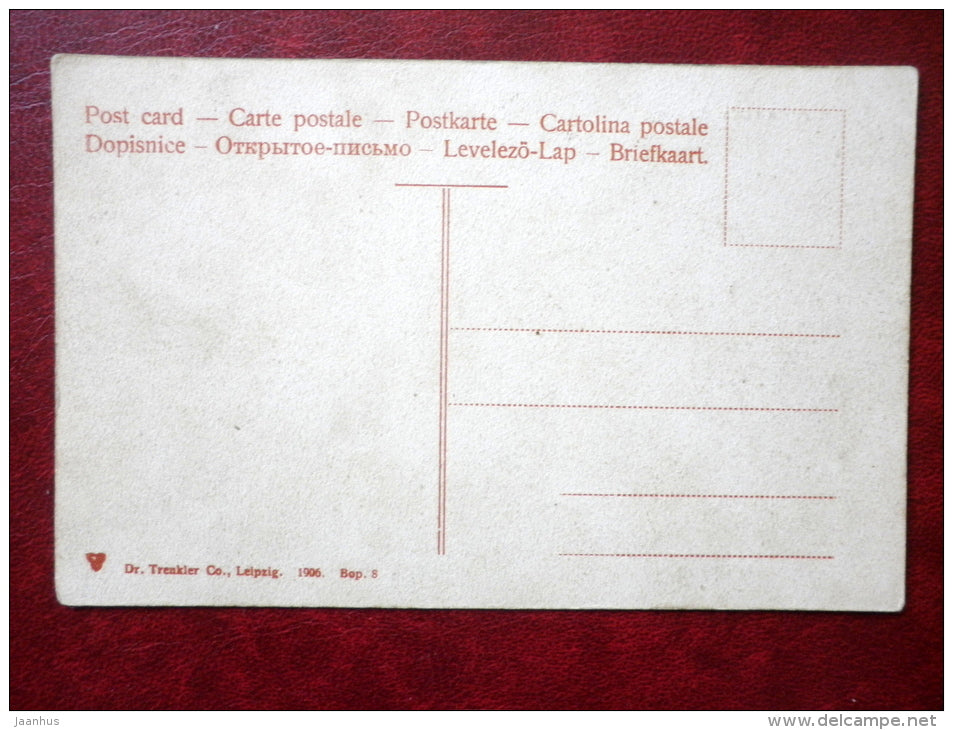 Post card — Carte postale — Postkarte — Cartolina postale
Dopisnice – Открытое-письмо – Levelezō-Lap – Briefkaart.
Dr. Trenkler Co., Leipzig. 1906. Bop. 8
Jaanhus
www.delcampe.net